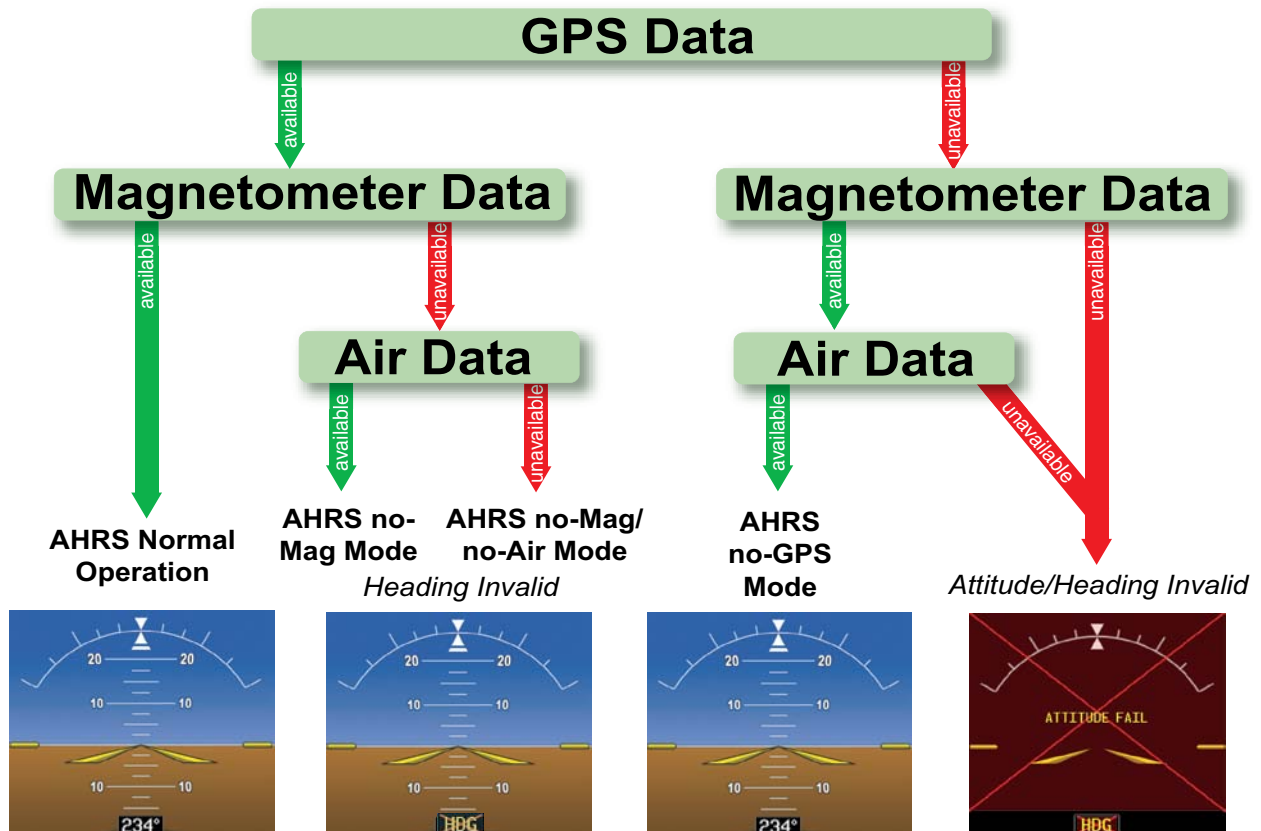 GPS Data
available
unavailable
Magnetometer Data
Magnetometer Data
available
unavailable
available
unavailable
Air Data
Air Data
available
unavailable
available
unavailable
AHRS Normal
Operation
AHRS no-
Mag Mode
AHRS no-Mag/
no-Air Mode
Heading Invalid
AHRS
no-GPS
Mode
Attitude/Heading Invalid
20 20
10 10
10 10
234°
20 20
10 10
10 10
HDG
20 20
10 10
10 10
234°
ATTITUDE FAIL
HDG